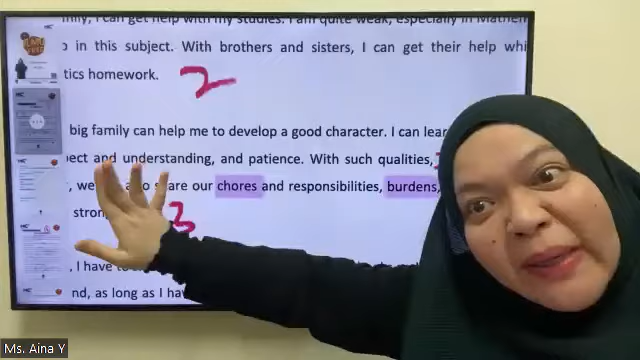 nily, I can get help with my studies. I am quite weak, especially in Mathem
o in this subject. With brothers and sisters, I can get their help whi
tics homework.
2
big family can help me to develop a good character. I can lear
ect and understanding, and patience. With such qualities,
, we also share our chores and responsibilities, burdens,
stron
3
, I have to
nd, as long as I hav
Ms. Aina Y